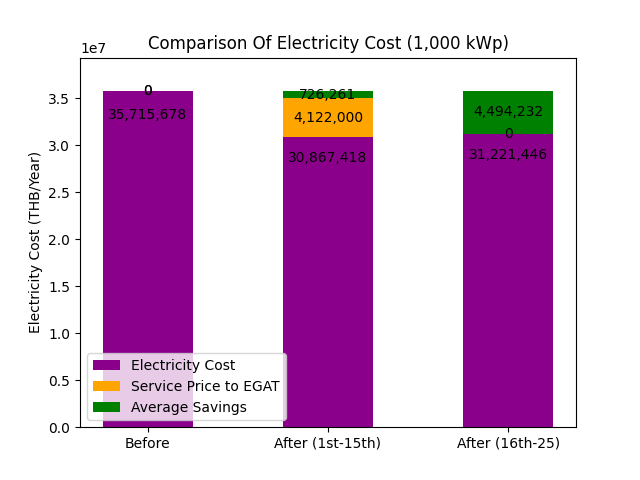 Comparison Of Electricity Cost (1,000 kWp)
1e7
Electricity Cost (THB/Year)
3.5
3.0
2.5
2.0
1.5
1.0
0.5
0.0
0
35,715,678
726,261
4,122,000
30,867,418
4,494,232
0
31,221,446
Electricity Cost
Service Price to EGAT
Average Savings
Before
After (1st-15th)
After (16th-25)